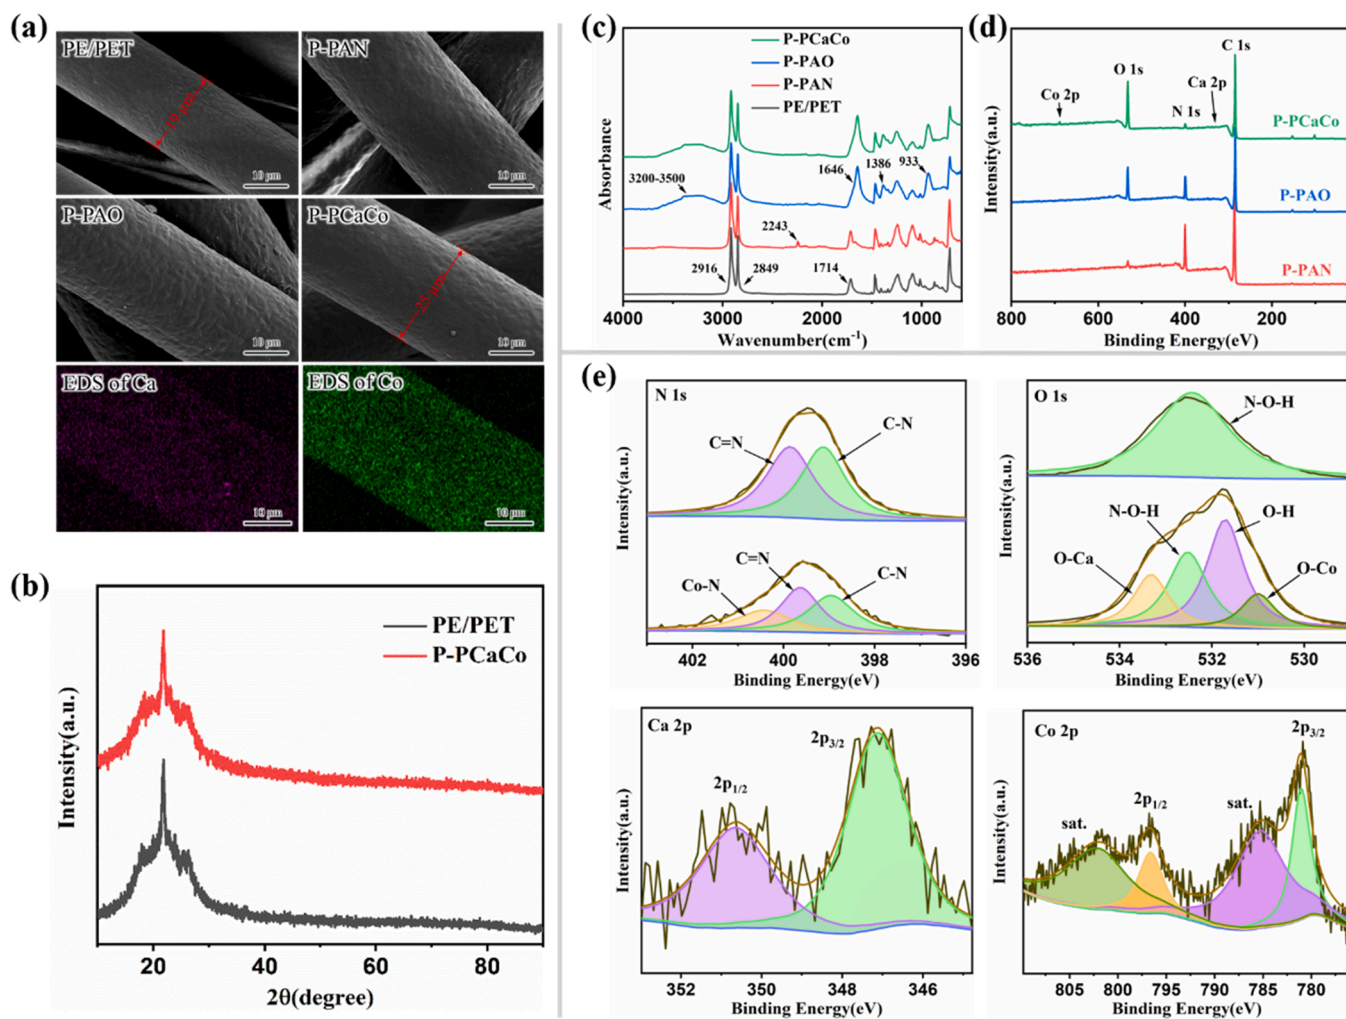 (a)
PE/PET
19 μm
10 μm
P-PAN
10 μm
P-PAO
10 μm
P-PCaCo
25 μm
10 μm
EDS of Ca
10 μm
EDS of Co
10 μm
(b)
PE/PET
P-PCaCo
Intensity(a.u.)
20
40
60
80
2θ(degree)
(c)
P-PCaCo
P-PAO
P-PAN
PE/PET
3200-3500
1646
1386
933
2243
2916
2849
1714
Absorbance
4000
3000
2000
1000
Wavenumber(cm⁻¹)
(d)
C 1s
O 1s
Ca 2p
Co 2p
N 1s
P-PCaCo
P-PAO
P-PAN
Intensity(a.u.)
800
600
400
200
Binding Energy(eV)
(e)
N 1s
C=N
C-N
C=N
Co-N
C-N
Intensity(a.u.)
402
400
398
396
Binding Energy(eV)
O 1s
N-O-H
N-O-H
O-H
O-Ca
O-Co
Intensity(a.u.)
536
534
532
530
Binding Energy(eV)
Ca 2p
2p3/2
2p1/2
Intensity(a.u.)
352
350
348
346
Binding Energy(eV)
Co 2p
2p3/2
2p1/2
sat.
sat.
Intensity(a.u.)
805
800
795
790
785
780
Binding Energy(eV)